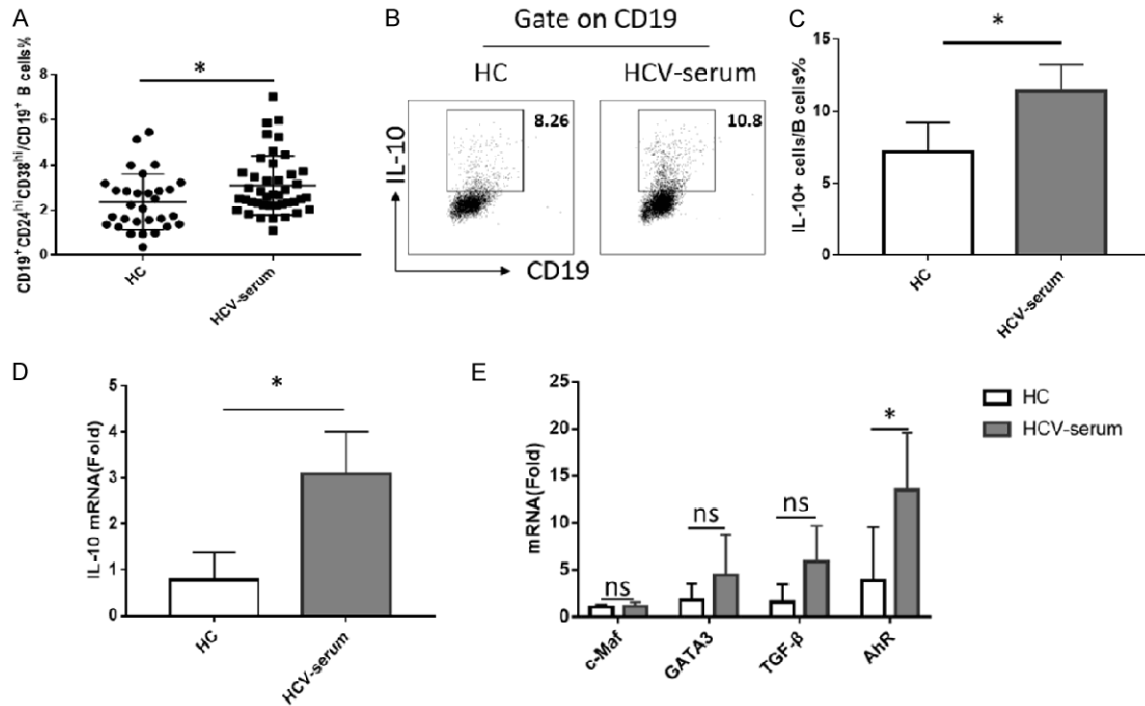 A
CD19+CD24hiCD38hi/CD19+ B cells%
8
6
4
2
0
*
HC
HCV-serum
B
Gate on CD19
HC
HCV-serum
8.26
10.8
IL-10
CD19
C
IL-10+ cells/B cells%
15
10
5
0
*
HC
HCV-serum
D
IL-10 mRNA(Fold)
5
4
3
2
1
0
*
HC
HCV-serum
E
mRNA(Fold)
25
20
15
10
5
0
ns
ns
ns
*
c-Maf
GATA3
TGF-β
AhR
HC
HCV-serum